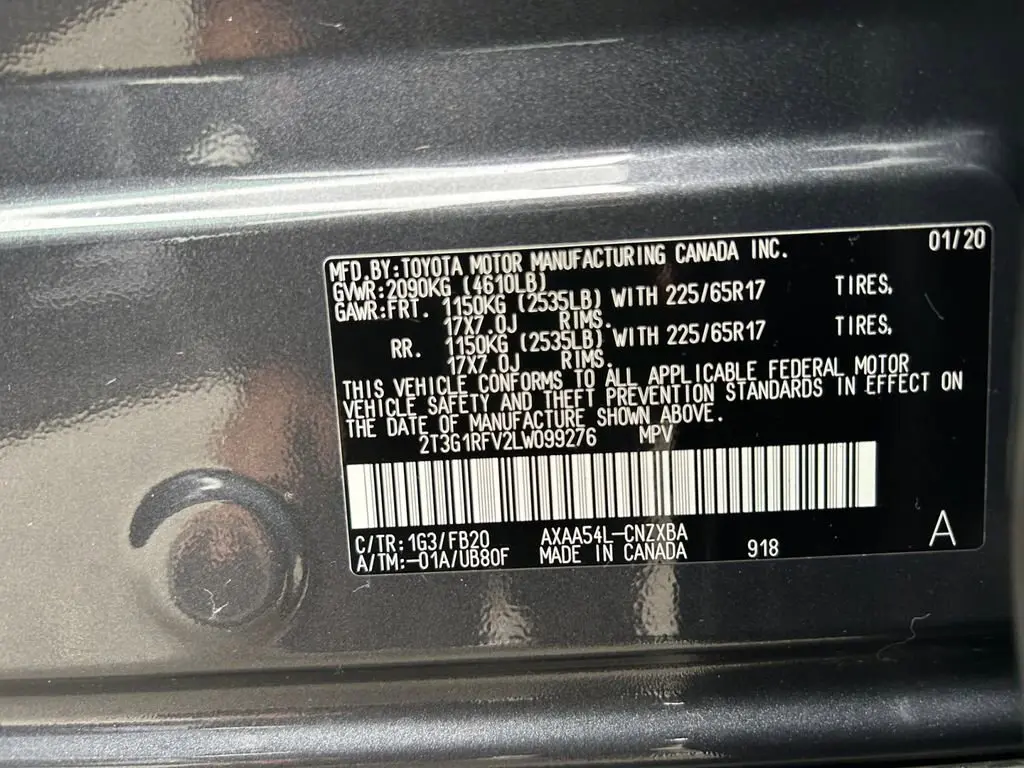 MFD.BY:TOYOTA MOTOR MANUFACTURING CANADA INC. 01/20
GVWR:2090KG (4610LB)
GAWR:FRT. 1150KG (2535LB) WITH 225/65R17 TIRES,
17X7.0J RIMS.
RR. 1150KG (2535LB) WITH 225/65R17 TIRES,
17X7.0J RIMS.
THIS VEHICLE CONFORMS TO ALL APPLICABLE FEDERAL MOTOR
VEHICLE SAFETY AND THEFT PREVENTION STANDARDS IN EFFECT ON
THE DATE OF MANUFACTURE SHOWN ABOVE.
2T3G1RFV2LW099276 MPV
C/TR:1G3/FB20 AXAA54L-CNZXBA
A/TM:-01A/UB80F MADE IN CANADA 918
A